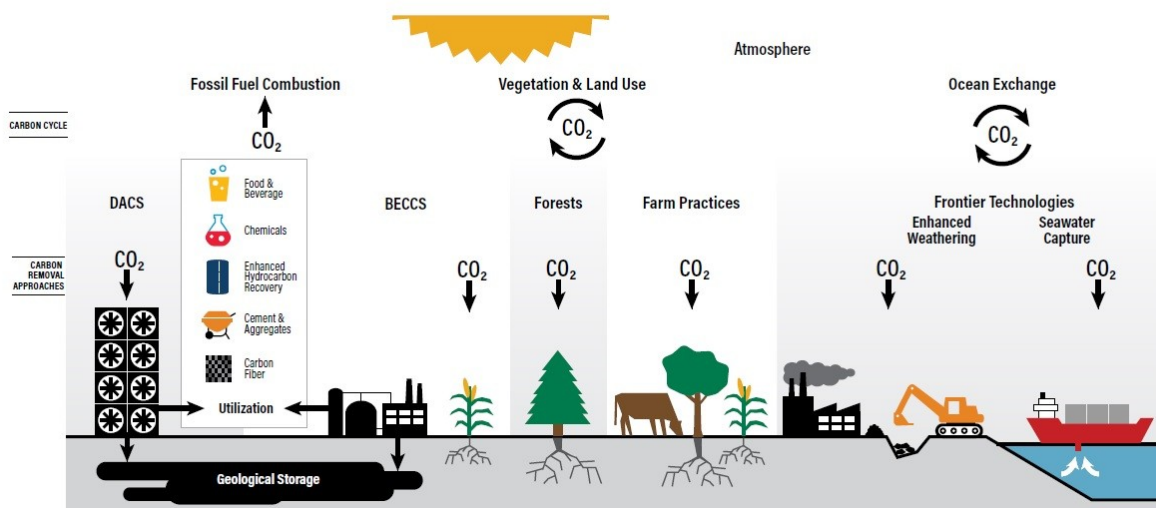 Atmosphere
Fossil Fuel Combustion
Vegetation & Land Use
Ocean Exchange
CARBON CYCLE
CO2
CO2
CO2
Food &
Beverage
Chemicals
Enhanced
Hydrocarbon
Recovery
Cement &
Aggregates
Carbon
Fiber
Utilization
DACS
BECCS
Forests
Farm Practices
Frontier Technologies
Enhanced
Weathering
Seawater
Capture
CARBON
REMOVAL
APPROACHES
CO2
CO2
CO2
CO2
CO2
CO2
Geological Storage